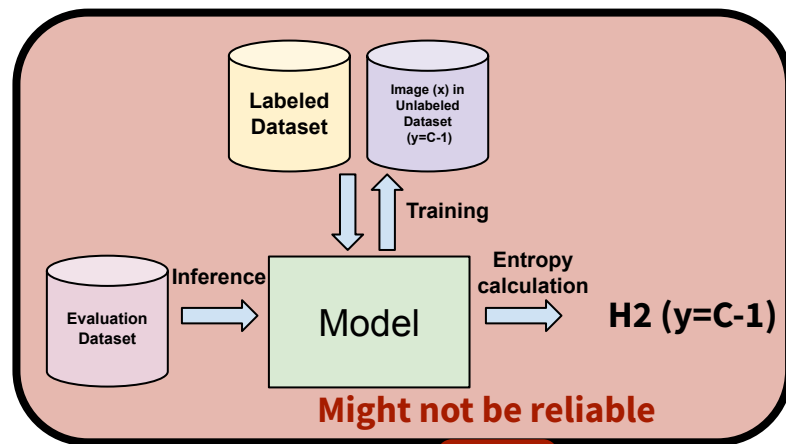 Labeled
Dataset
Image (x) in
Unlabeled
Dataset
(y=C-1)
Training
Inference
Evaluation
Dataset
Model
Entropy
calculation
H2 (y=C-1)
Might not be reliable